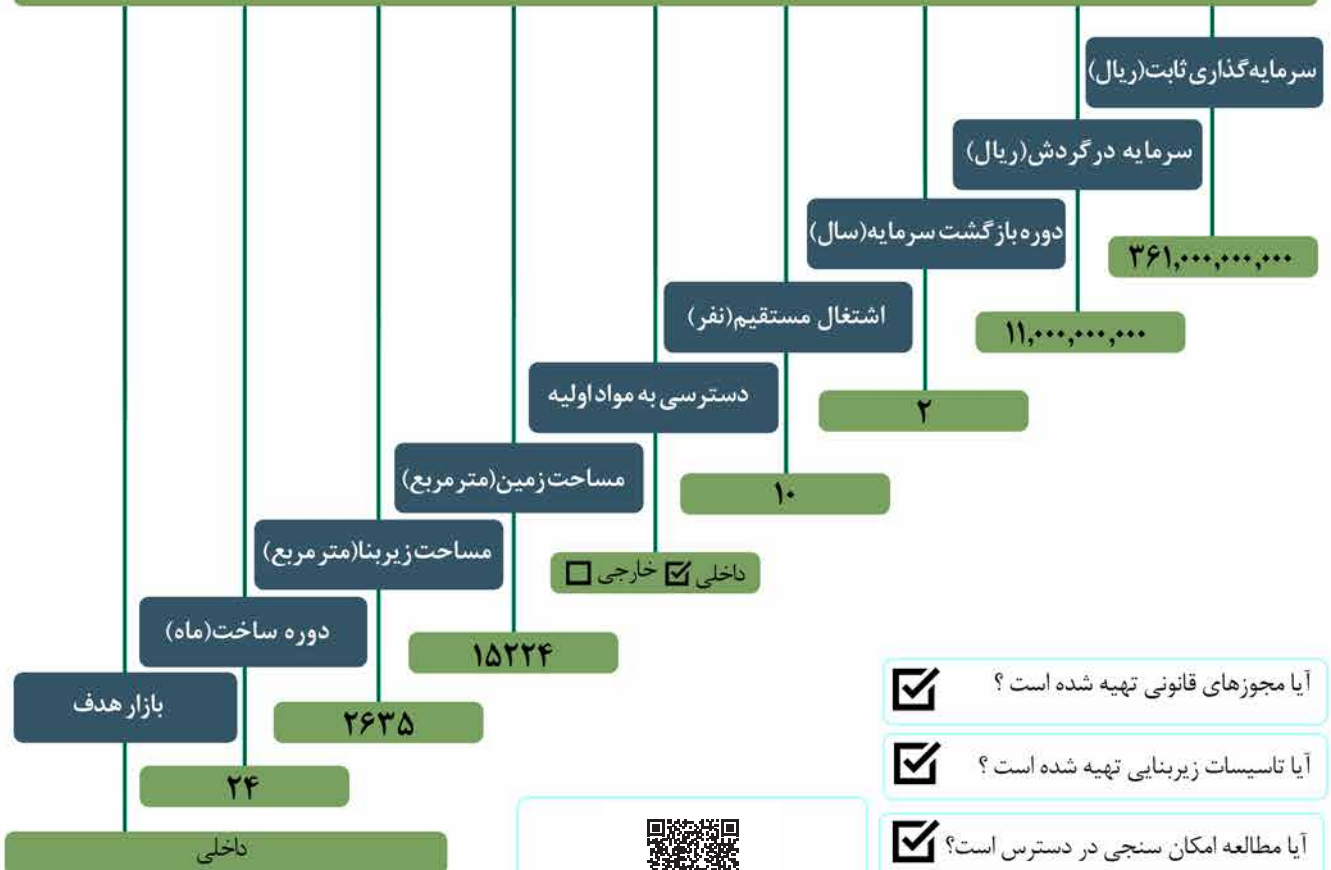 سرمایه‌گذاری ثابت(ریال)
۳۶۱,۰۰۰,۰۰۰,۰۰۰
سرمایه در گردش(ریال)
۱۱,۰۰۰,۰۰۰,۰۰۰
دوره بازگشت سرمایه(سال)
۲
اشتغال مستقیم(نفر)
۱۰
دسترسی به مواد اولیه
داخلی ☑ خارجی ☐
مساحت زمین(متر مربع)
۱۵۲۲۴
مساحت زیربنا(متر مربع)
۲۶۳۵
دوره ساخت(ماه)
۲۴
بازار هدف
داخلی
آیا مجوزهای قانونی تهیه شده است ؟ ☑
آیا تاسیسات زیربنایی تهیه شده است ؟ ☑
آیا مطالعه امکان سنجی در دسترس است؟ ☑